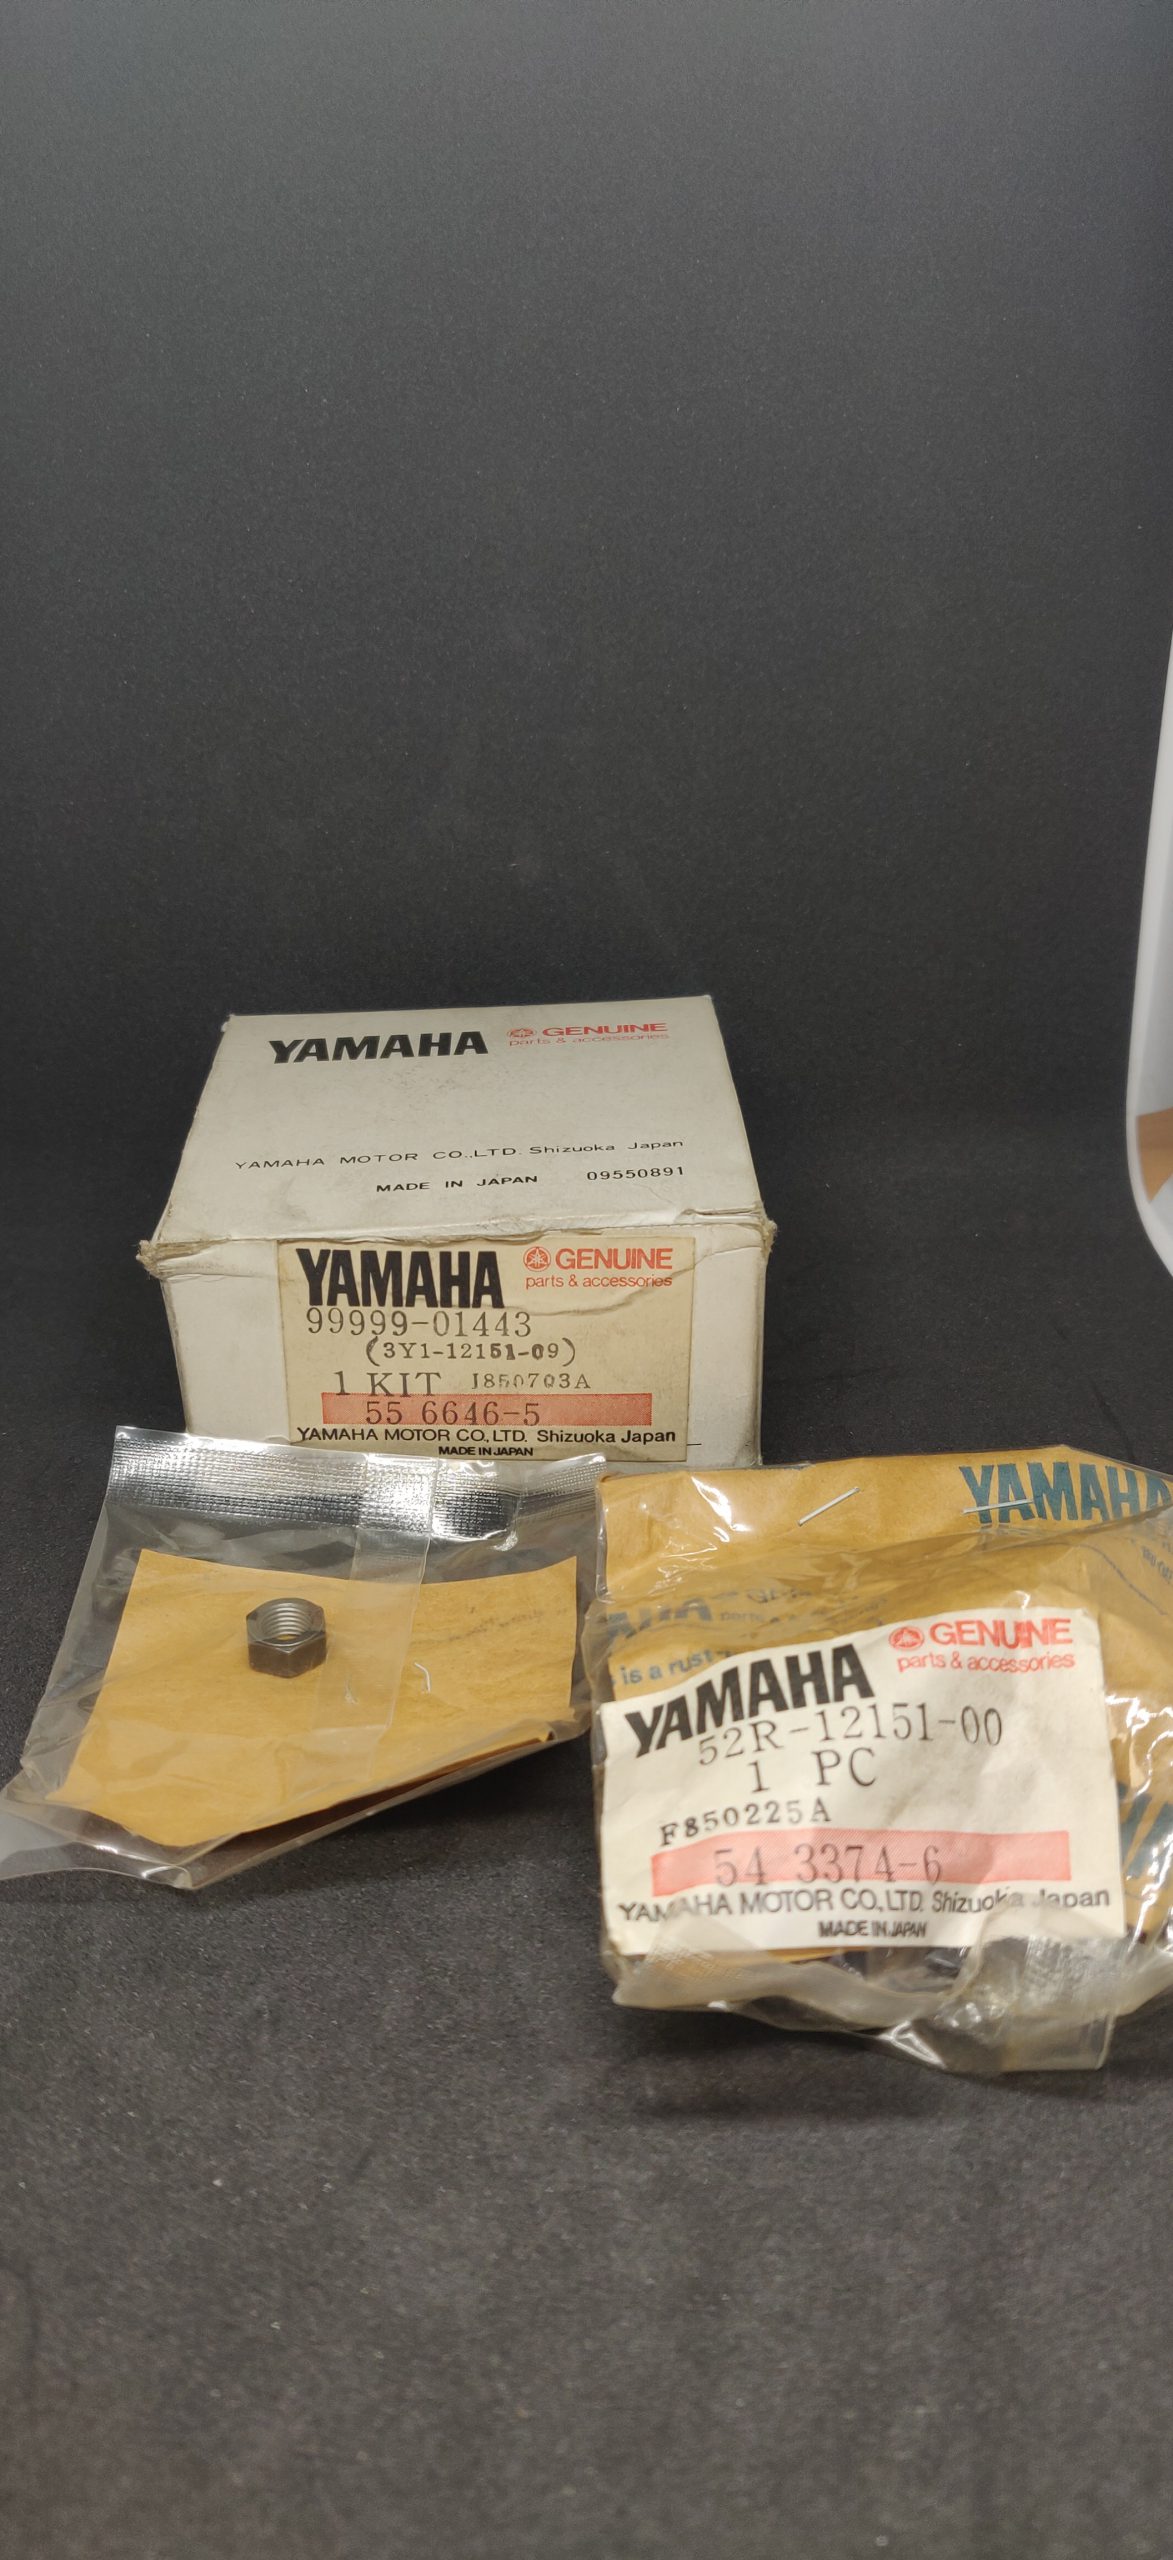 YAMAHA GENUINE
parts & accessories
YAMAHA MOTOR CO.,LTD. Shizuoka Japan
MADE IN JAPAN 09550891
YAMAHA GENUINE
parts & accessories
99999-01443
(3Y1-12151-09)
1 KIT J850703A
55 6646-5
YAMAHA MOTOR CO.,LTD. Shizuoka Japan
MADE IN JAPAN
YAMAHA
is a rust-
YAMAHA GENUINE
parts & accessories
52R-12151-00
1 PC
F850225A
54 3374-6
YAMAHA MOTOR CO.,LTD. Shizuoka Japan
MADE IN JAPAN